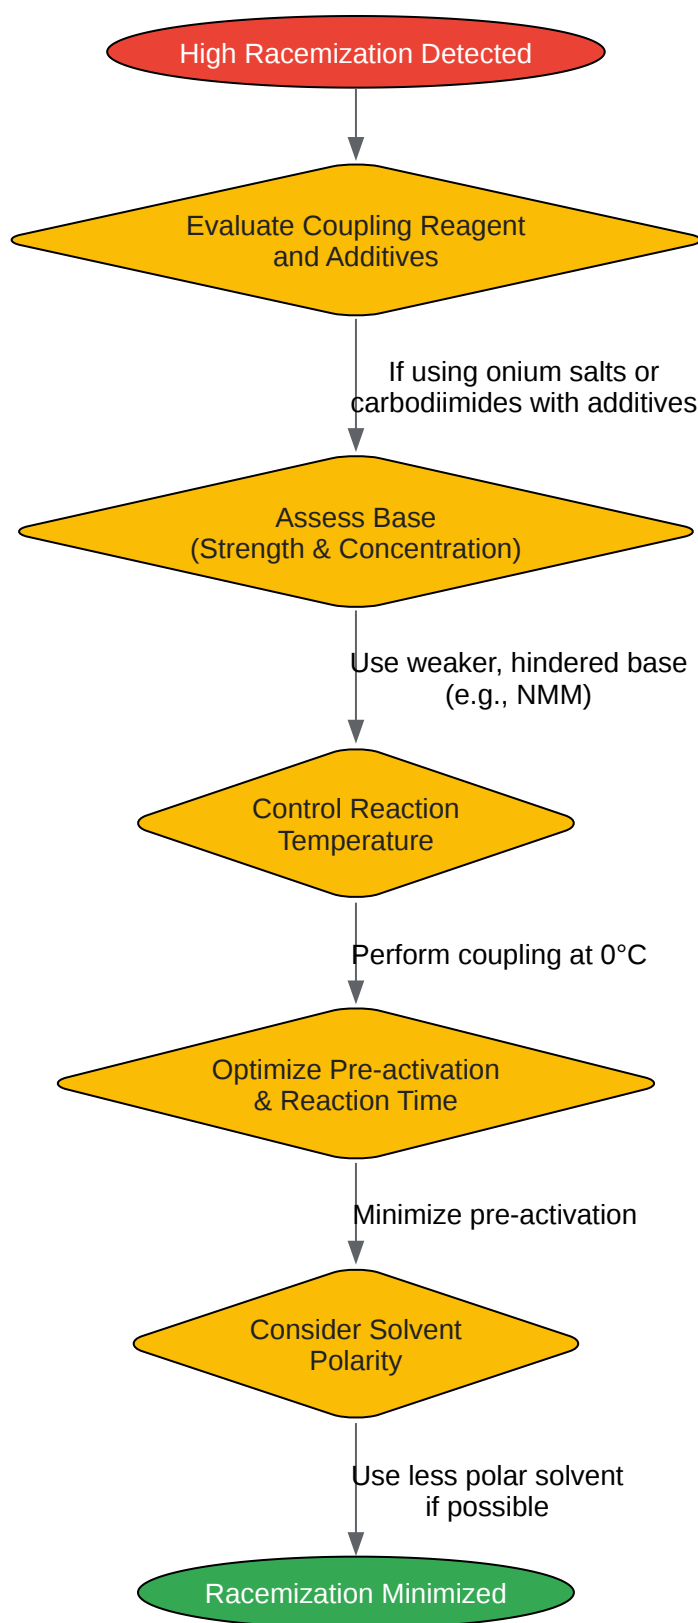 High Racemization Detected
Evaluate Coupling Reagent
and Additives
If using onium salts or
carbodiimides with additives
Assess Base
(Strength & Concentration)
Use weaker, hindered base
(e.g., NMM)
Control Reaction
Temperature
Perform coupling at 0°C
Optimize Pre-activation
& Reaction Time
Minimize pre-activation
Consider Solvent
Polarity
Use less polar solvent
if possible
Racemization Minimized